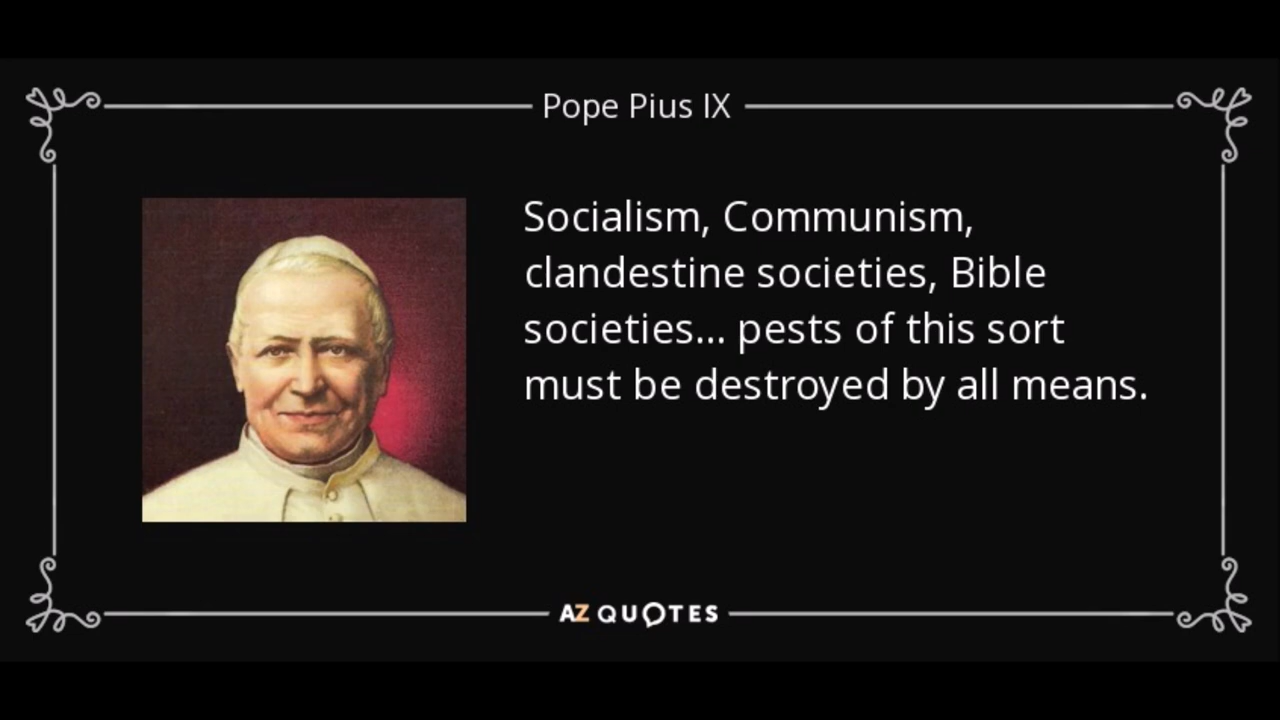 Pope Pius IX
Socialism, Communism,
clandestine societies, Bible
societies... pests of this sort
must be destroyed by all means.
AZ QUOTES